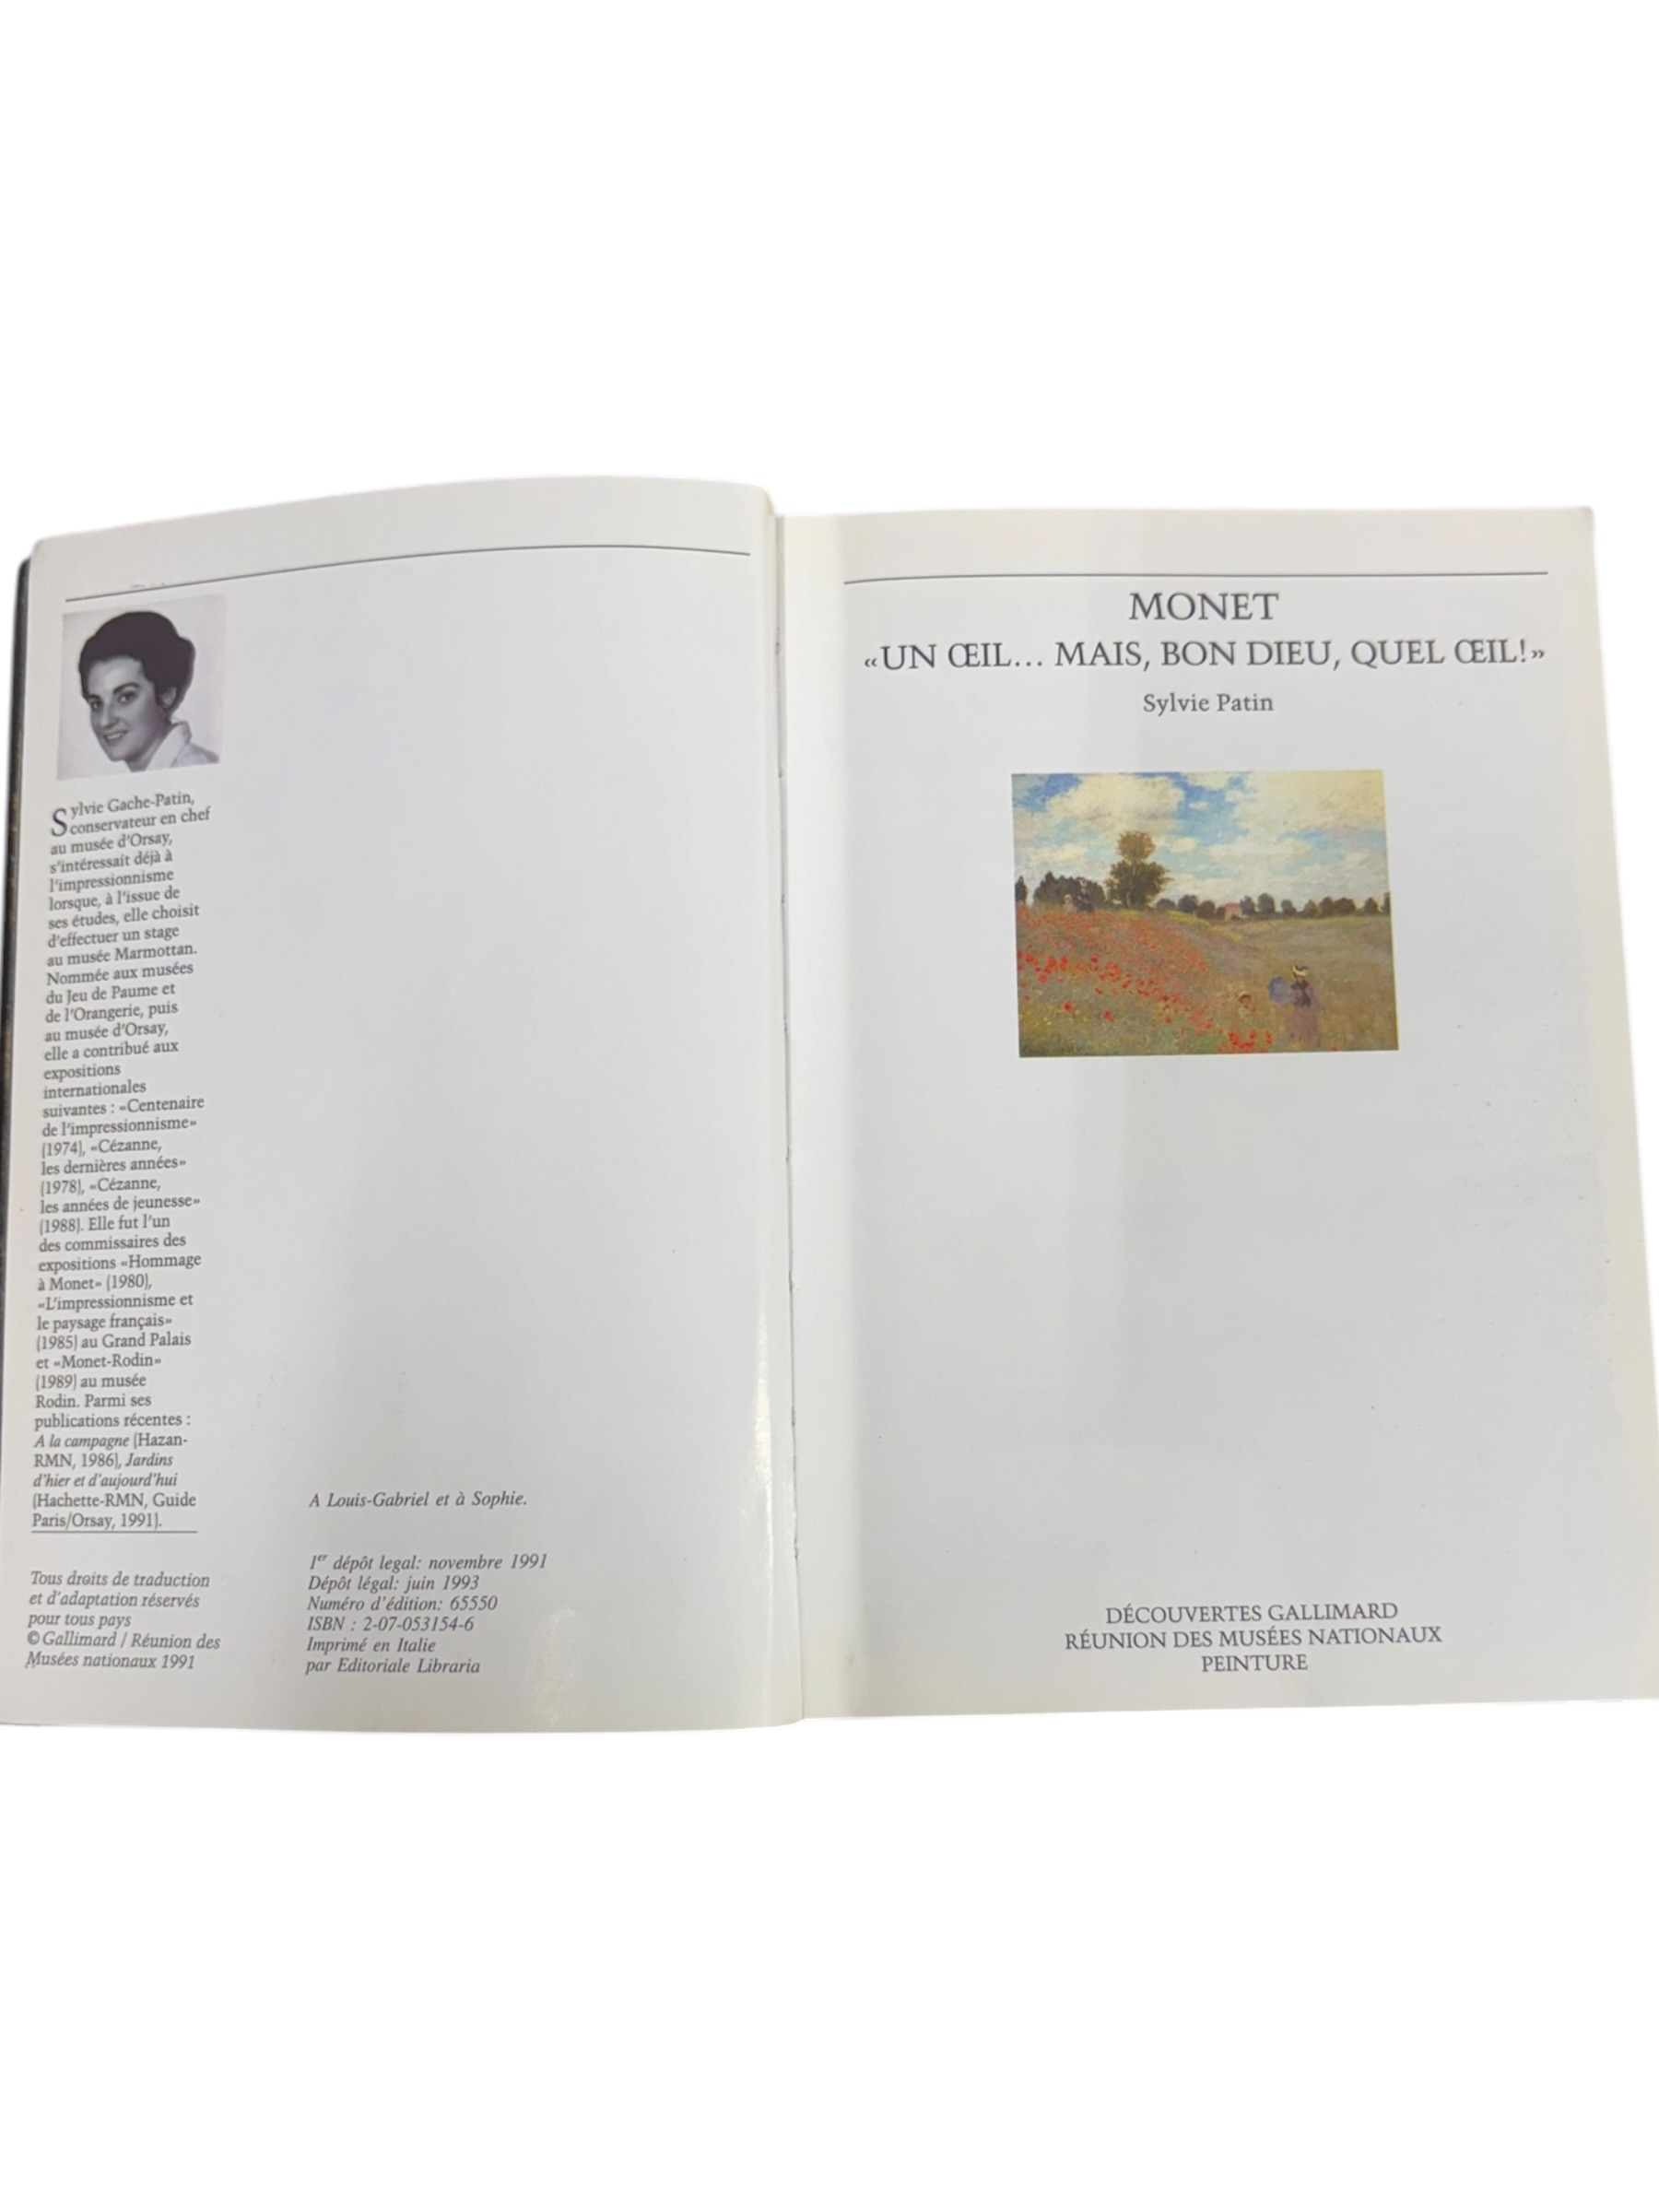 Sylvie Gache-Patin,
conservateur en chef
au musée d'Orsay,
s'intéressait déjà à
l'impressionnisme
lorsque, à l'issue de
ses études, elle choisit
d'effectuer un stage
au musée Marmottan.
Nommée aux musées
du Jeu de Paume et
de l'Orangerie, puis
au musée d'Orsay,
elle a contribué aux
expositions
internationales
suivantes : «Centenaire
de l'impressionnisme»
(1974), «Cézanne,
les dernières années»
(1978), «Cézanne,
les années de jeunesse»
(1988). Elle fut l'un
des commissaires des
expositions «Hommage
à Monet» (1980),
«L'impressionnisme et
le paysage français»
(1985) au Grand Palais
et «Monet-Rodin»
(1989) au musée
Rodin. Parmi ses
publications récentes :
A la campagne (Hazan-
RMN, 1986), Jardins
d'hier et d'aujourd'hui
(Hachette-RMN, Guide
Paris/Orsay, 1991).
Tous droits de traduction
et d'adaptation réservés
pour tous pays
© Gallimard / Réunion des
Musées nationaux 1991
A Louis-Gabriel et à Sophie.
1er dépôt legal: novembre 1991
Dépôt légal: juin 1993
Numéro d'édition: 65550
ISBN : 2-07-053154-6
Imprimé en Italie
par Editoriale Libraria
MONET
«UN ŒIL... MAIS, BON DIEU, QUEL ŒIL!»
Sylvie Patin
DÉCOUVERTES GALLIMARD
RÉUNION DES MUSÉES NATIONAUX
PEINTURE